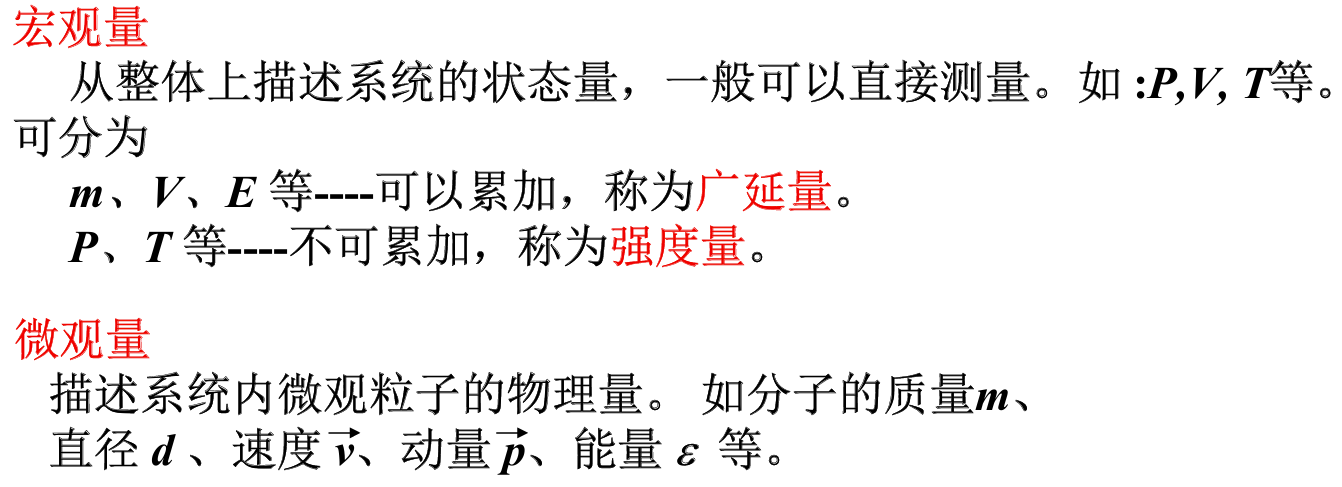 宏观量
从整体上描述系统的状态量，一般可以直接测量。如 :P,V, T等。
可分为
m、V、E 等----可以累加，称为广延量。
P、T 等----不可累加，称为强度量。
微观量
描述系统内微观粒子的物理量。 如分子的质量m、
直径 d 、速度 v⃗、动量 p⃗、能量 ε 等。